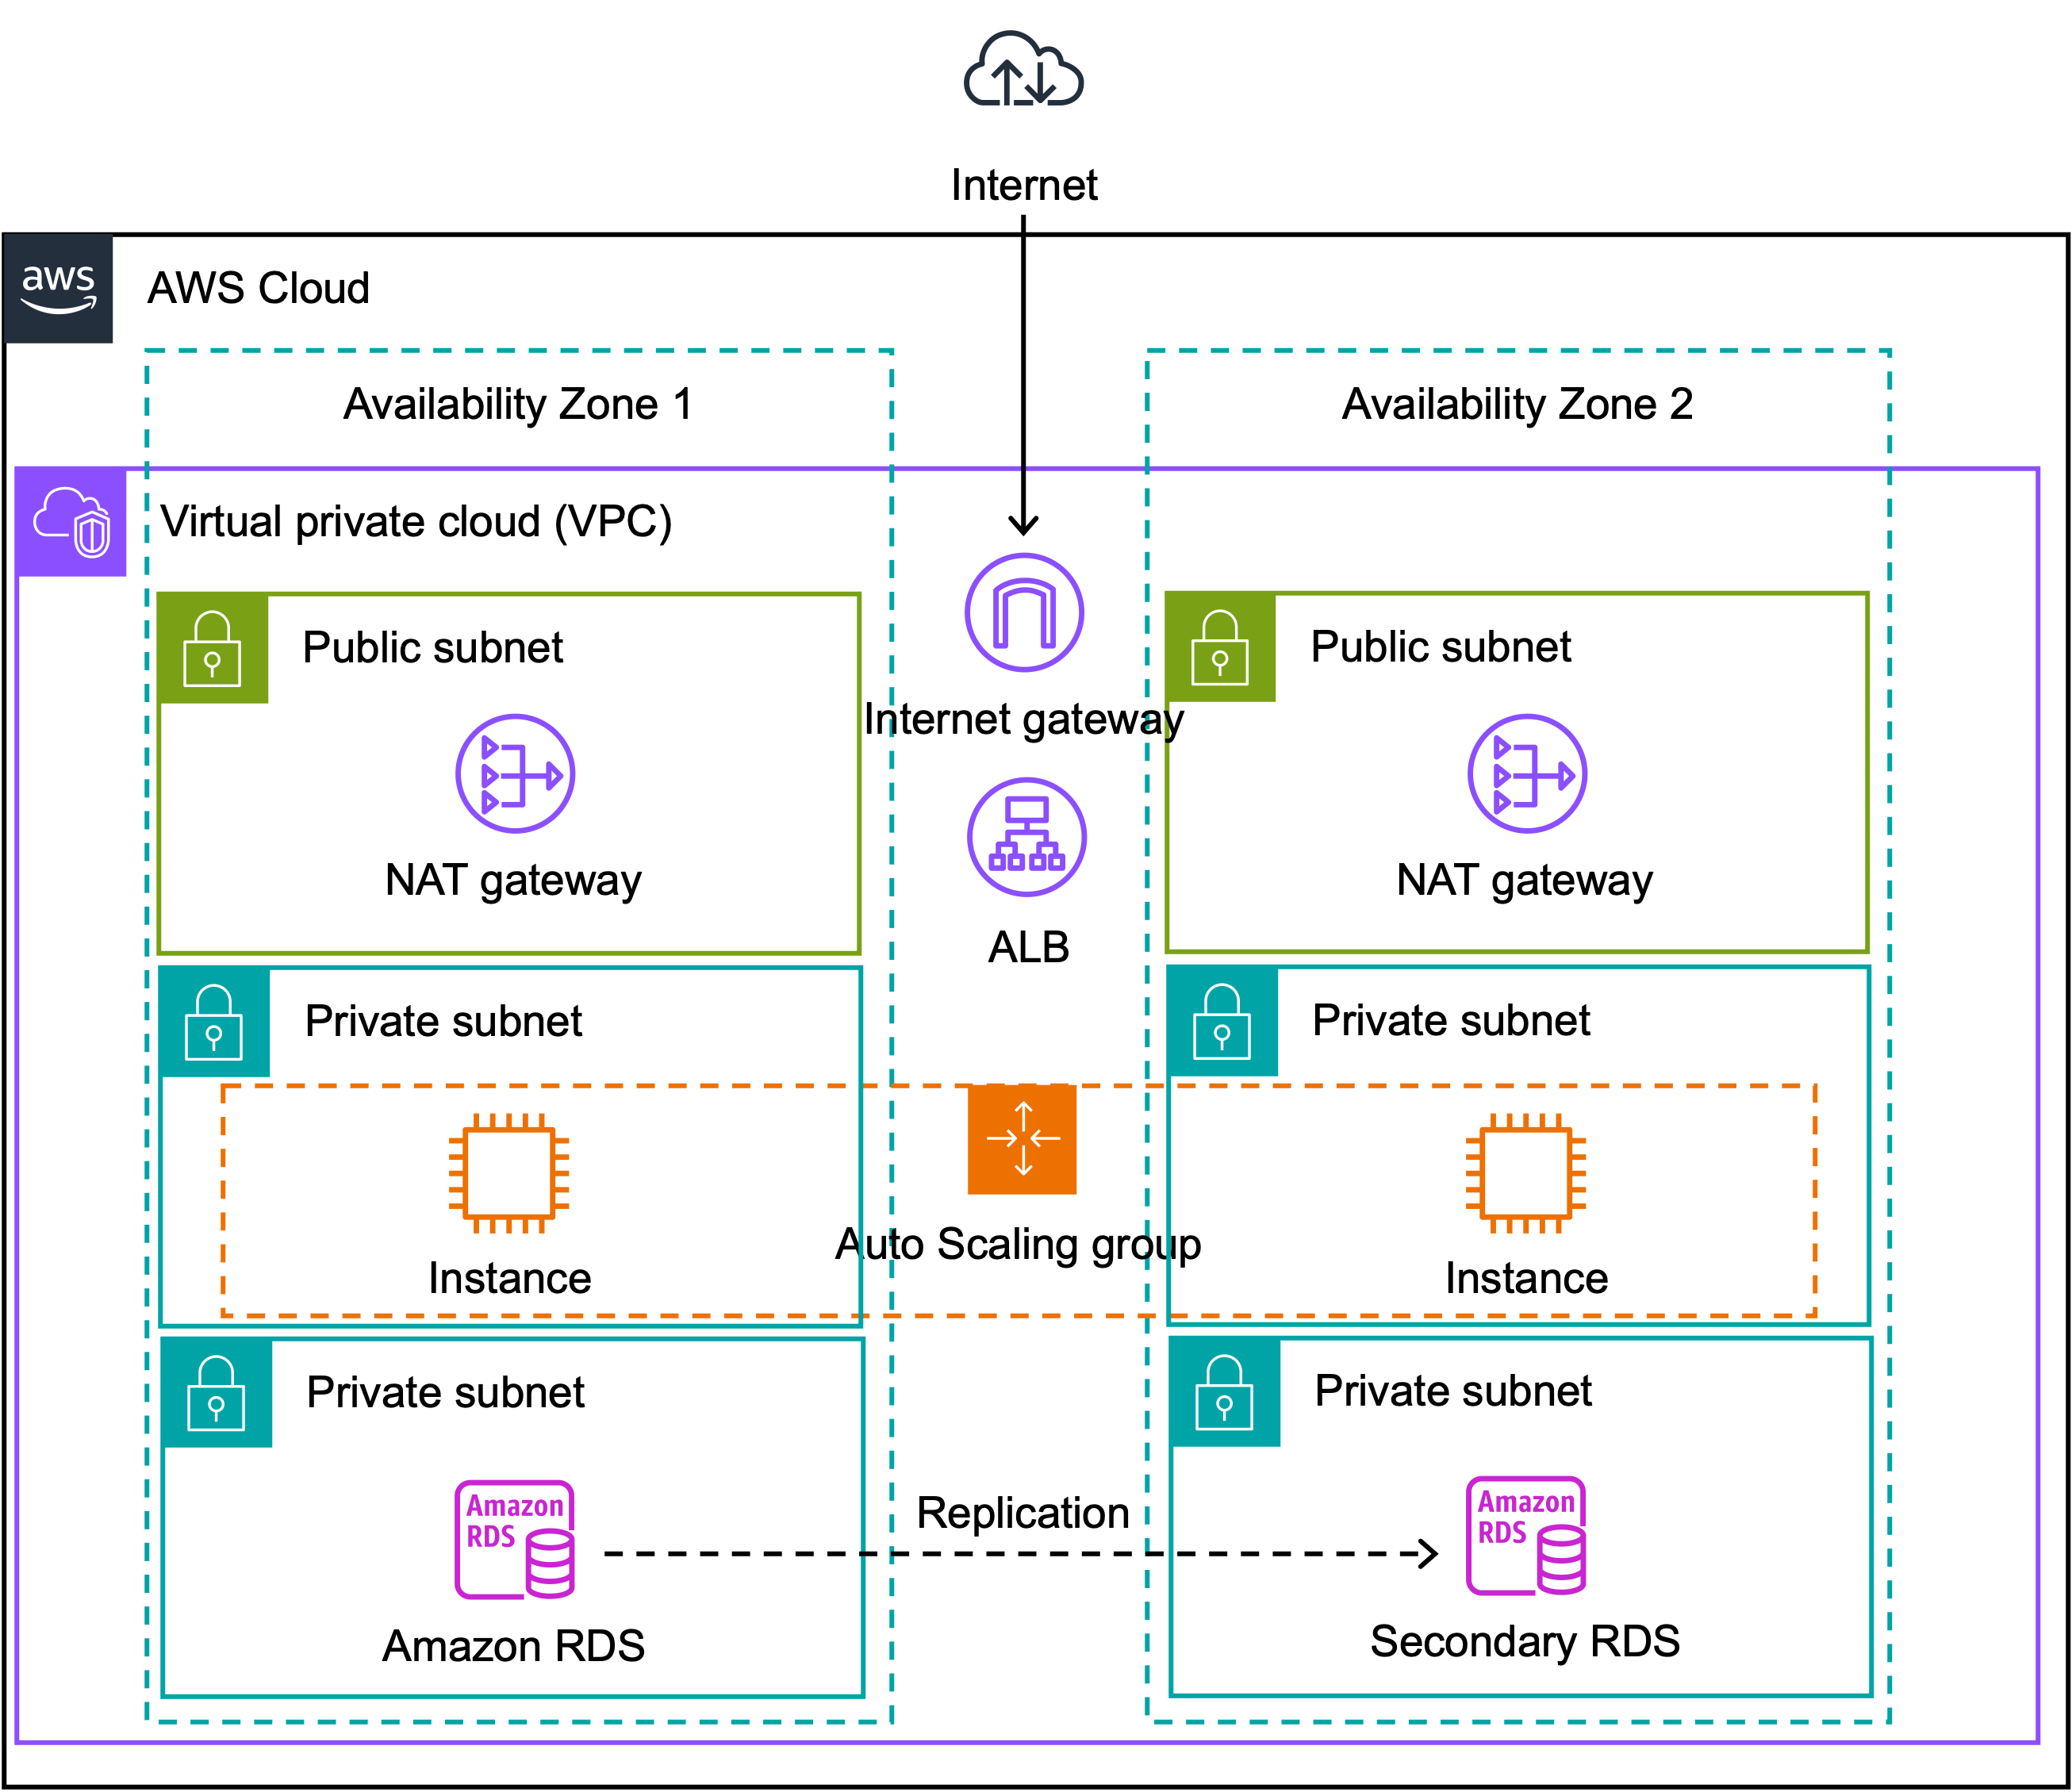 Internet
aws
AWS Cloud
Availability Zone 1
Availability Zone 2
Virtual private cloud (VPC)
Public subnet
Public subnet
Internet gateway
NAT gateway
NAT gateway
ALB
Private subnet
Private subnet
Auto Scaling group
Instance
Instance
Private subnet
Private subnet
Amazon
RDS
Replication
Amazon
RDS
Amazon RDS
Secondary RDS